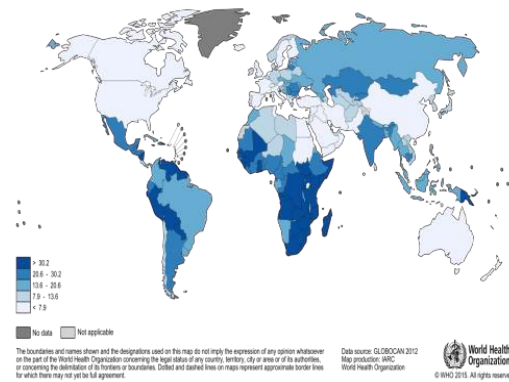 > 30.2
20.6 - 30.2
13.6 - 20.6
7.9 - 13.6
< 7.9
No data
Not applicable
The boundaries and names shown and the designations used on this map do not imply the expression of any opinion whatsoever
on the part of the World Health Organization concerning the legal status of any country, territory, city or area or of its authorities,
or concerning the delimitation of its frontiers or boundaries. Dotted and dashed lines on maps represent approximate border lines
for which there may not yet be full agreement.
Data source: GLOBOCAN 2012
Map production: IARC
World Health Organization
World Health
Organization
© WHO 2015. All rights reserved